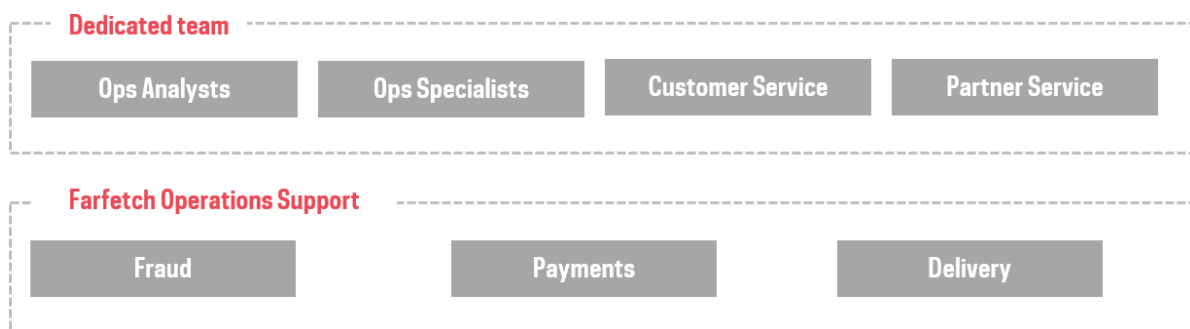 Dedicated team
Ops Analysts
Ops Specialists
Customer Service
Partner Service
Farfetch Operations Support
Fraud
Payments
Delivery